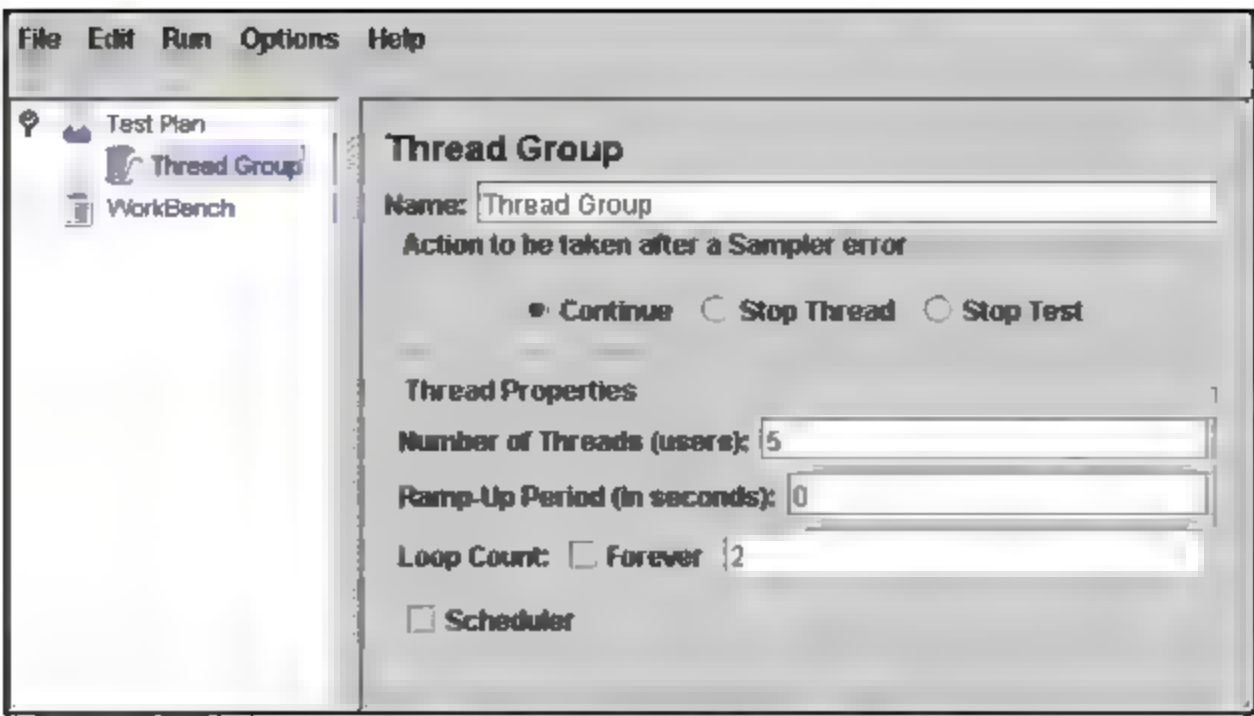 File Edit Run Options Help
Test Plan
Thread Group
WorkBench
Thread Group
Name: Thread Group
Action to be taken after a Sampler error
Continue Stop Thread Stop Test
Thread Properties
Number of Threads (users): 5
Ramp-Up Period (in seconds): 0
Loop Count: Forever 2
Scheduler